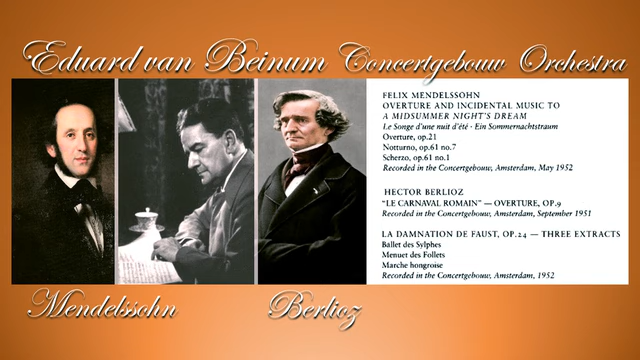 Eduard van Beinum Concertgebouw Orchestra
FELIX MENDELSSOHN
OVERTURE AND INCIDENTAL MUSIC TO
A MIDSUMMER NIGHT'S DREAM
Le Songe d'une nuit d'été · Ein Sommernachtstraum
Overture, op.21
Notturno, op.61 no.7
Scherzo, op.61 no.1
Recorded in the Concertgebouw, Amsterdam, May 1952
HECTOR BERLIOZ
"LE CARNAVAL ROMAIN" — OVERTURE, OP.9
Recorded in the Concertgebouw, Amsterdam, September 1951
LA DAMNATION DE FAUST, OP.24 — THREE EXTRACTS
Ballet des Sylphes
Menuet des Follets
Marche hongroise
Recorded in the Concertgebouw, Amsterdam, 1952
Mendelssohn
Berlioz